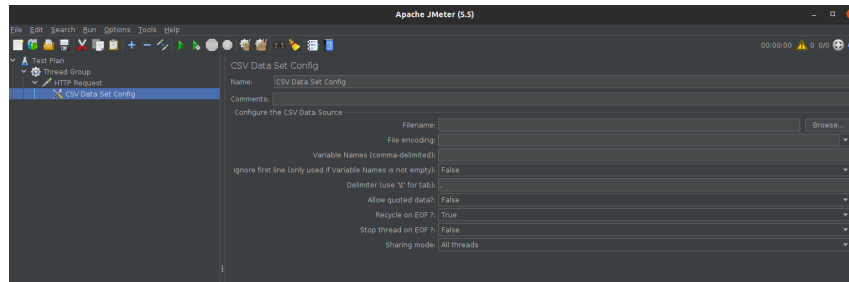 Apache JMeter (5.5)
File Edit Search Run Options Tools Help
00:00:00 0 0/0
Test Plan
Thread Group
HTTP Request
CSV Data Set Config
CSV Data Set Config
Name: CSV Data Set Config
Comments:
Configure the CSV Data Source
Filename: Browse...
File encoding:
Variable Names (comma-delimited):
Ignore first line (only used if Variable Names is not empty): False
Delimiter (use '\t' for tab): ,
Allow quoted data?: False
Recycle on EOF ?: True
Stop thread on EOF ?: False
Sharing mode: All threads